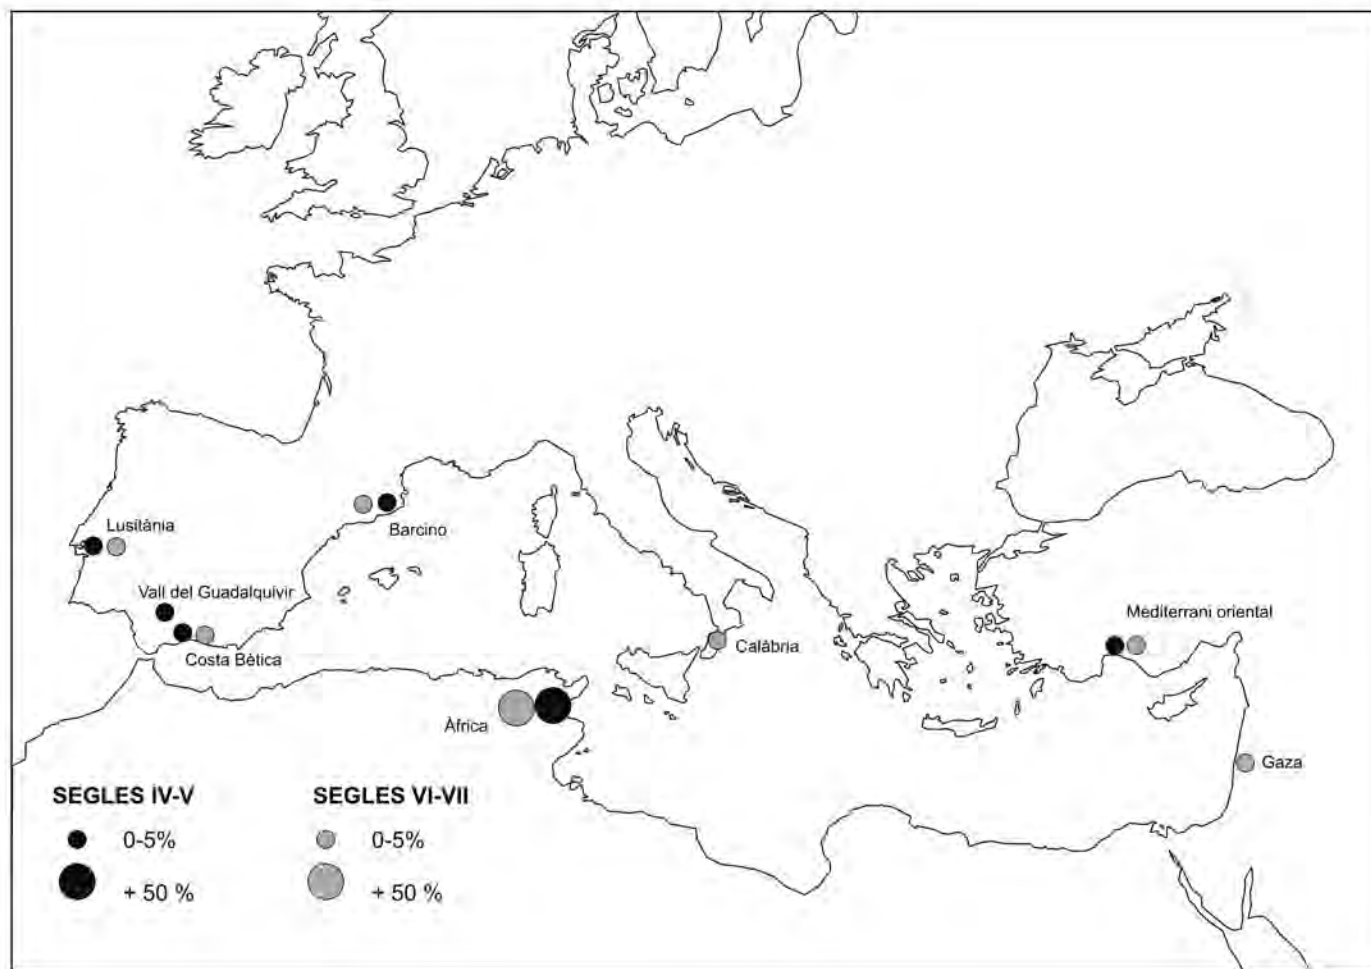 Lusitània
Barcino
Vall del Guadalquivir
Costa Bètica
Calàbria
Mediterrani oriental
Àfrica
Gaza
SEGLES IV-V
0-5%
+ 50 %
SEGLES VI-VII
0-5%
+ 50 %